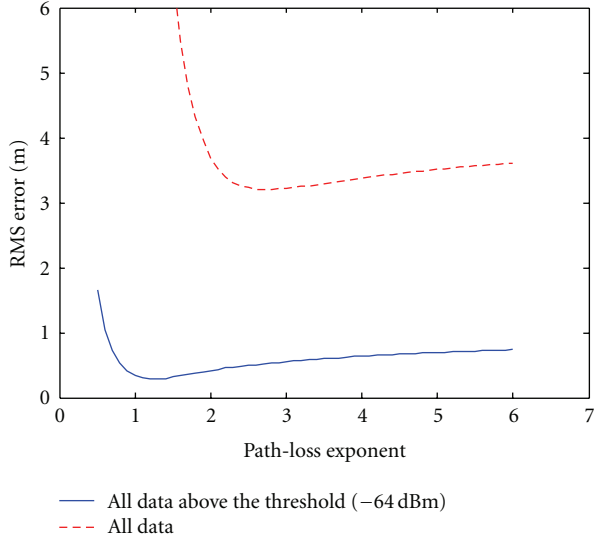 6
5
4
3
2
1
0
RMS error (m)
0 1 2 3 4 5 6 7
Path-loss exponent
All data above the threshold (−64 dBm)
All data